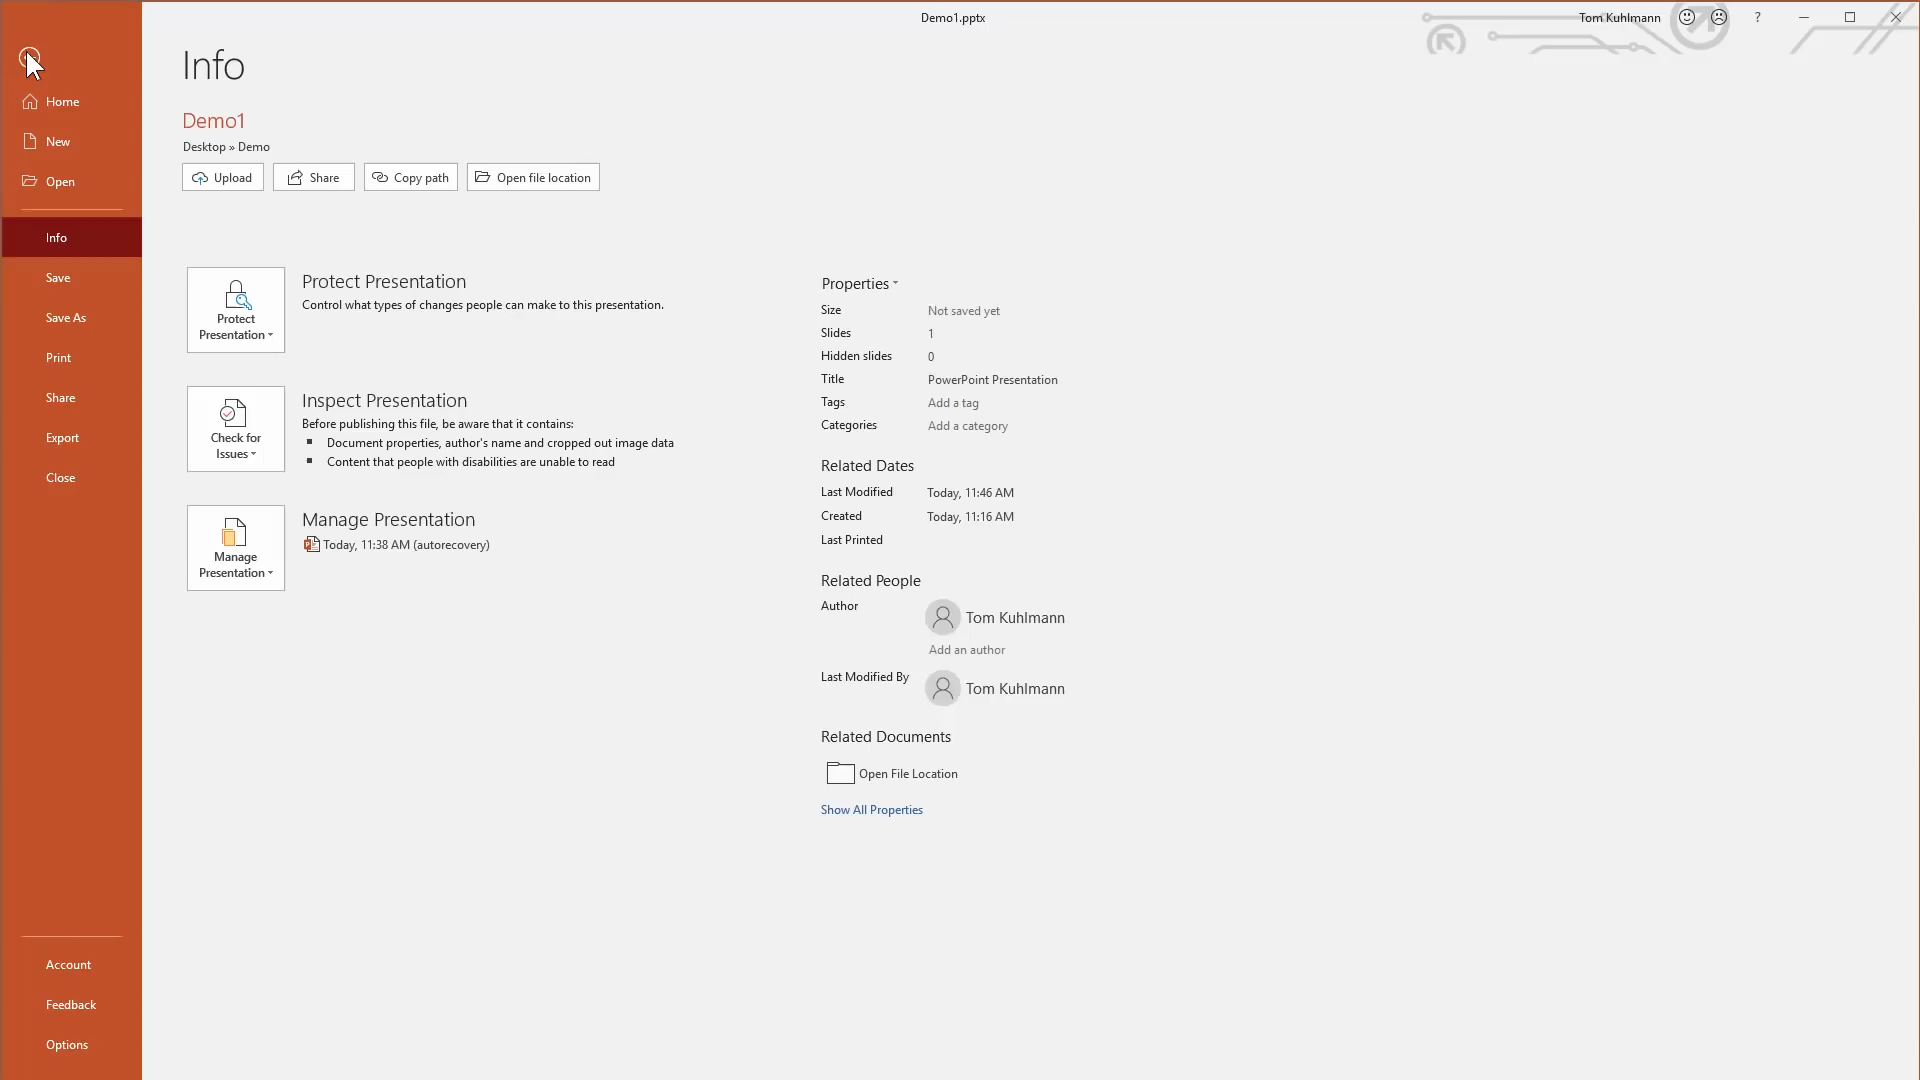 Demo1.pptx
Tom Kuhlmann
?
Home
New
Open
Info
Save
Save As
Print
Share
Export
Close
Account
Feedback
Options
Info
Demo1
Desktop » Demo
Upload
Share
Copy path
Open file location
Protect
Presentation
Protect Presentation
Control what types of changes people can make to this presentation.
Check for
Issues
Inspect Presentation
Before publishing this file, be aware that it contains:
Document properties, author's name and cropped out image data
Content that people with disabilities are unable to read
Manage
Presentation
Manage Presentation
Today, 11:38 AM (autorecovery)
Properties
Size Not saved yet
Slides 1
Hidden slides 0
Title PowerPoint Presentation
Tags Add a tag
Categories Add a category
Related Dates
Last Modified Today, 11:46 AM
Created Today, 11:16 AM
Last Printed
Related People
Author Tom Kuhlmann
Add an author
Last Modified By Tom Kuhlmann
Related Documents
Open File Location
Show All Properties